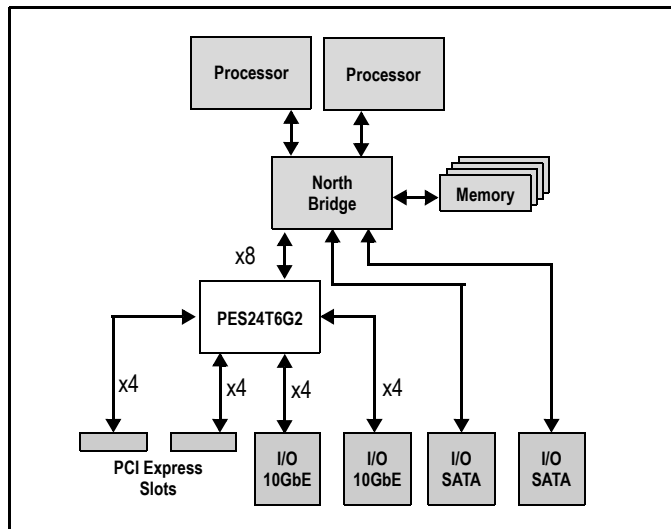 Processor
Processor
North
Bridge
Memory
x8
PES24T6G2
x4
x4
x4
x4
PCI Express
Slots
I/O
10GbE
I/O
10GbE
I/O
SATA
I/O
SATA